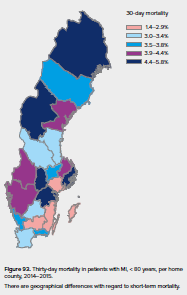 30-day mortality
1.4–2.9%
3.0–3.4%
3.5–3.8%
3.9–4.4%
4.4–5.8%
Figure 93. Thirty-day mortality in patients with MI, < 80 years, per home
county, 2014–2015.
There are geographical differences with regard to short-term mortality.